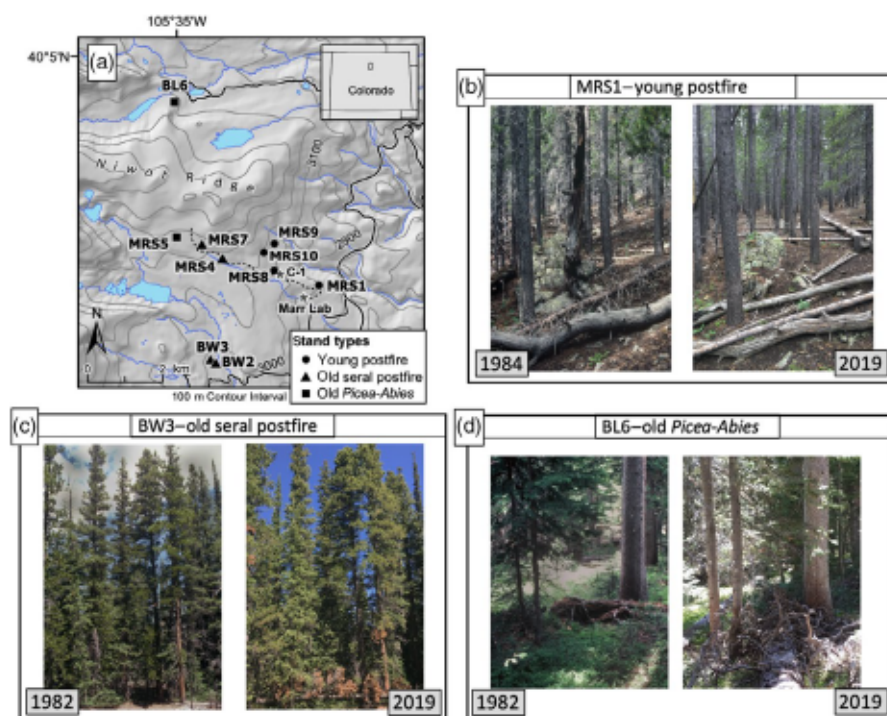 105°35'W
40°5'N
(a)
BL6
Colorado
Niwot Ridge
3100
2900
MRS5
MRS7
MRS9
MRS10
MRS4
MRS8
C-1
MRS1
Marr Lab
N
BW3
BW2
3000
0 2 km
Stand types
Young postfire
Old seral postfire
Old Picea-Abies
100 m Contour Interval
(b)
MRS1–young postfire
1984
2019
(c)
BW3–old seral postfire
1982
2019
(d)
BL6–old Picea-Abies
1982
2019